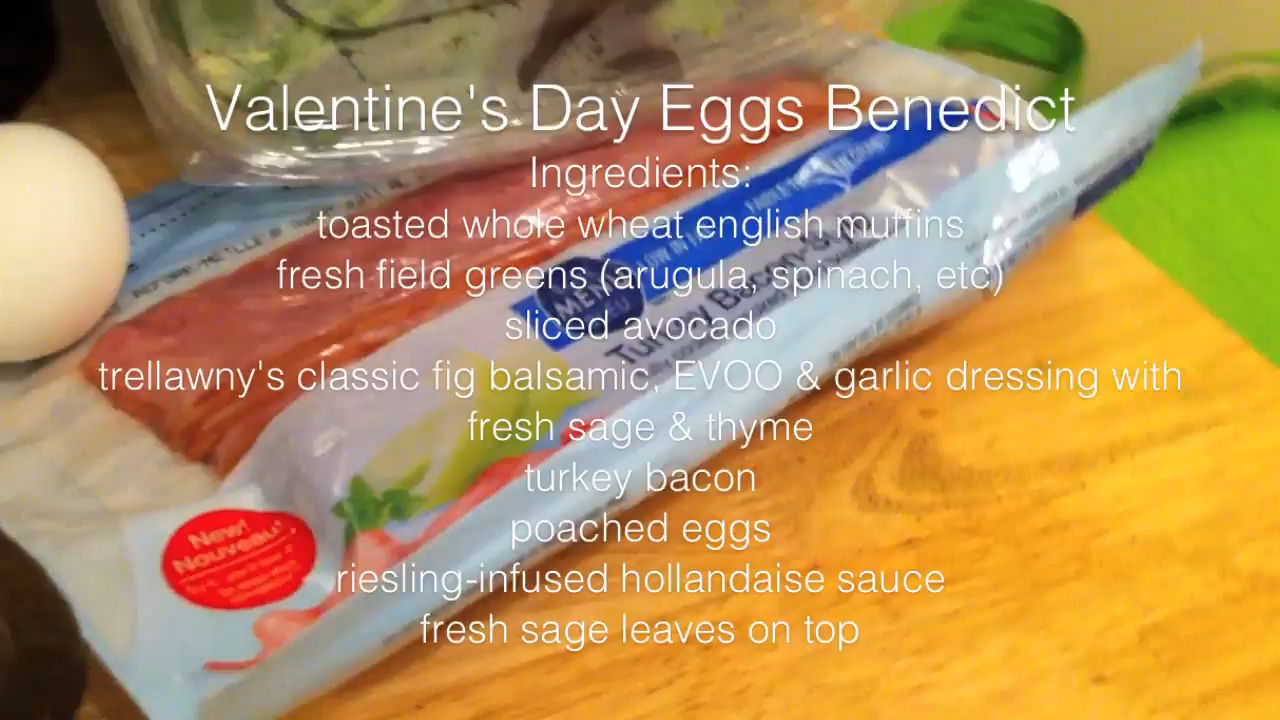 Valentine's Day Eggs Benedict
Ingredients:
toasted whole wheat english muffins
fresh field greens (arugula, spinach, etc)
sliced avocado
trellawny's classic fig balsamic, EVOO & garlic dressing with
fresh sage & thyme
turkey bacon
poached eggs
riesling-infused hollandaise sauce
fresh sage leaves on top
Turkey Bacon
New!
Nouveau!